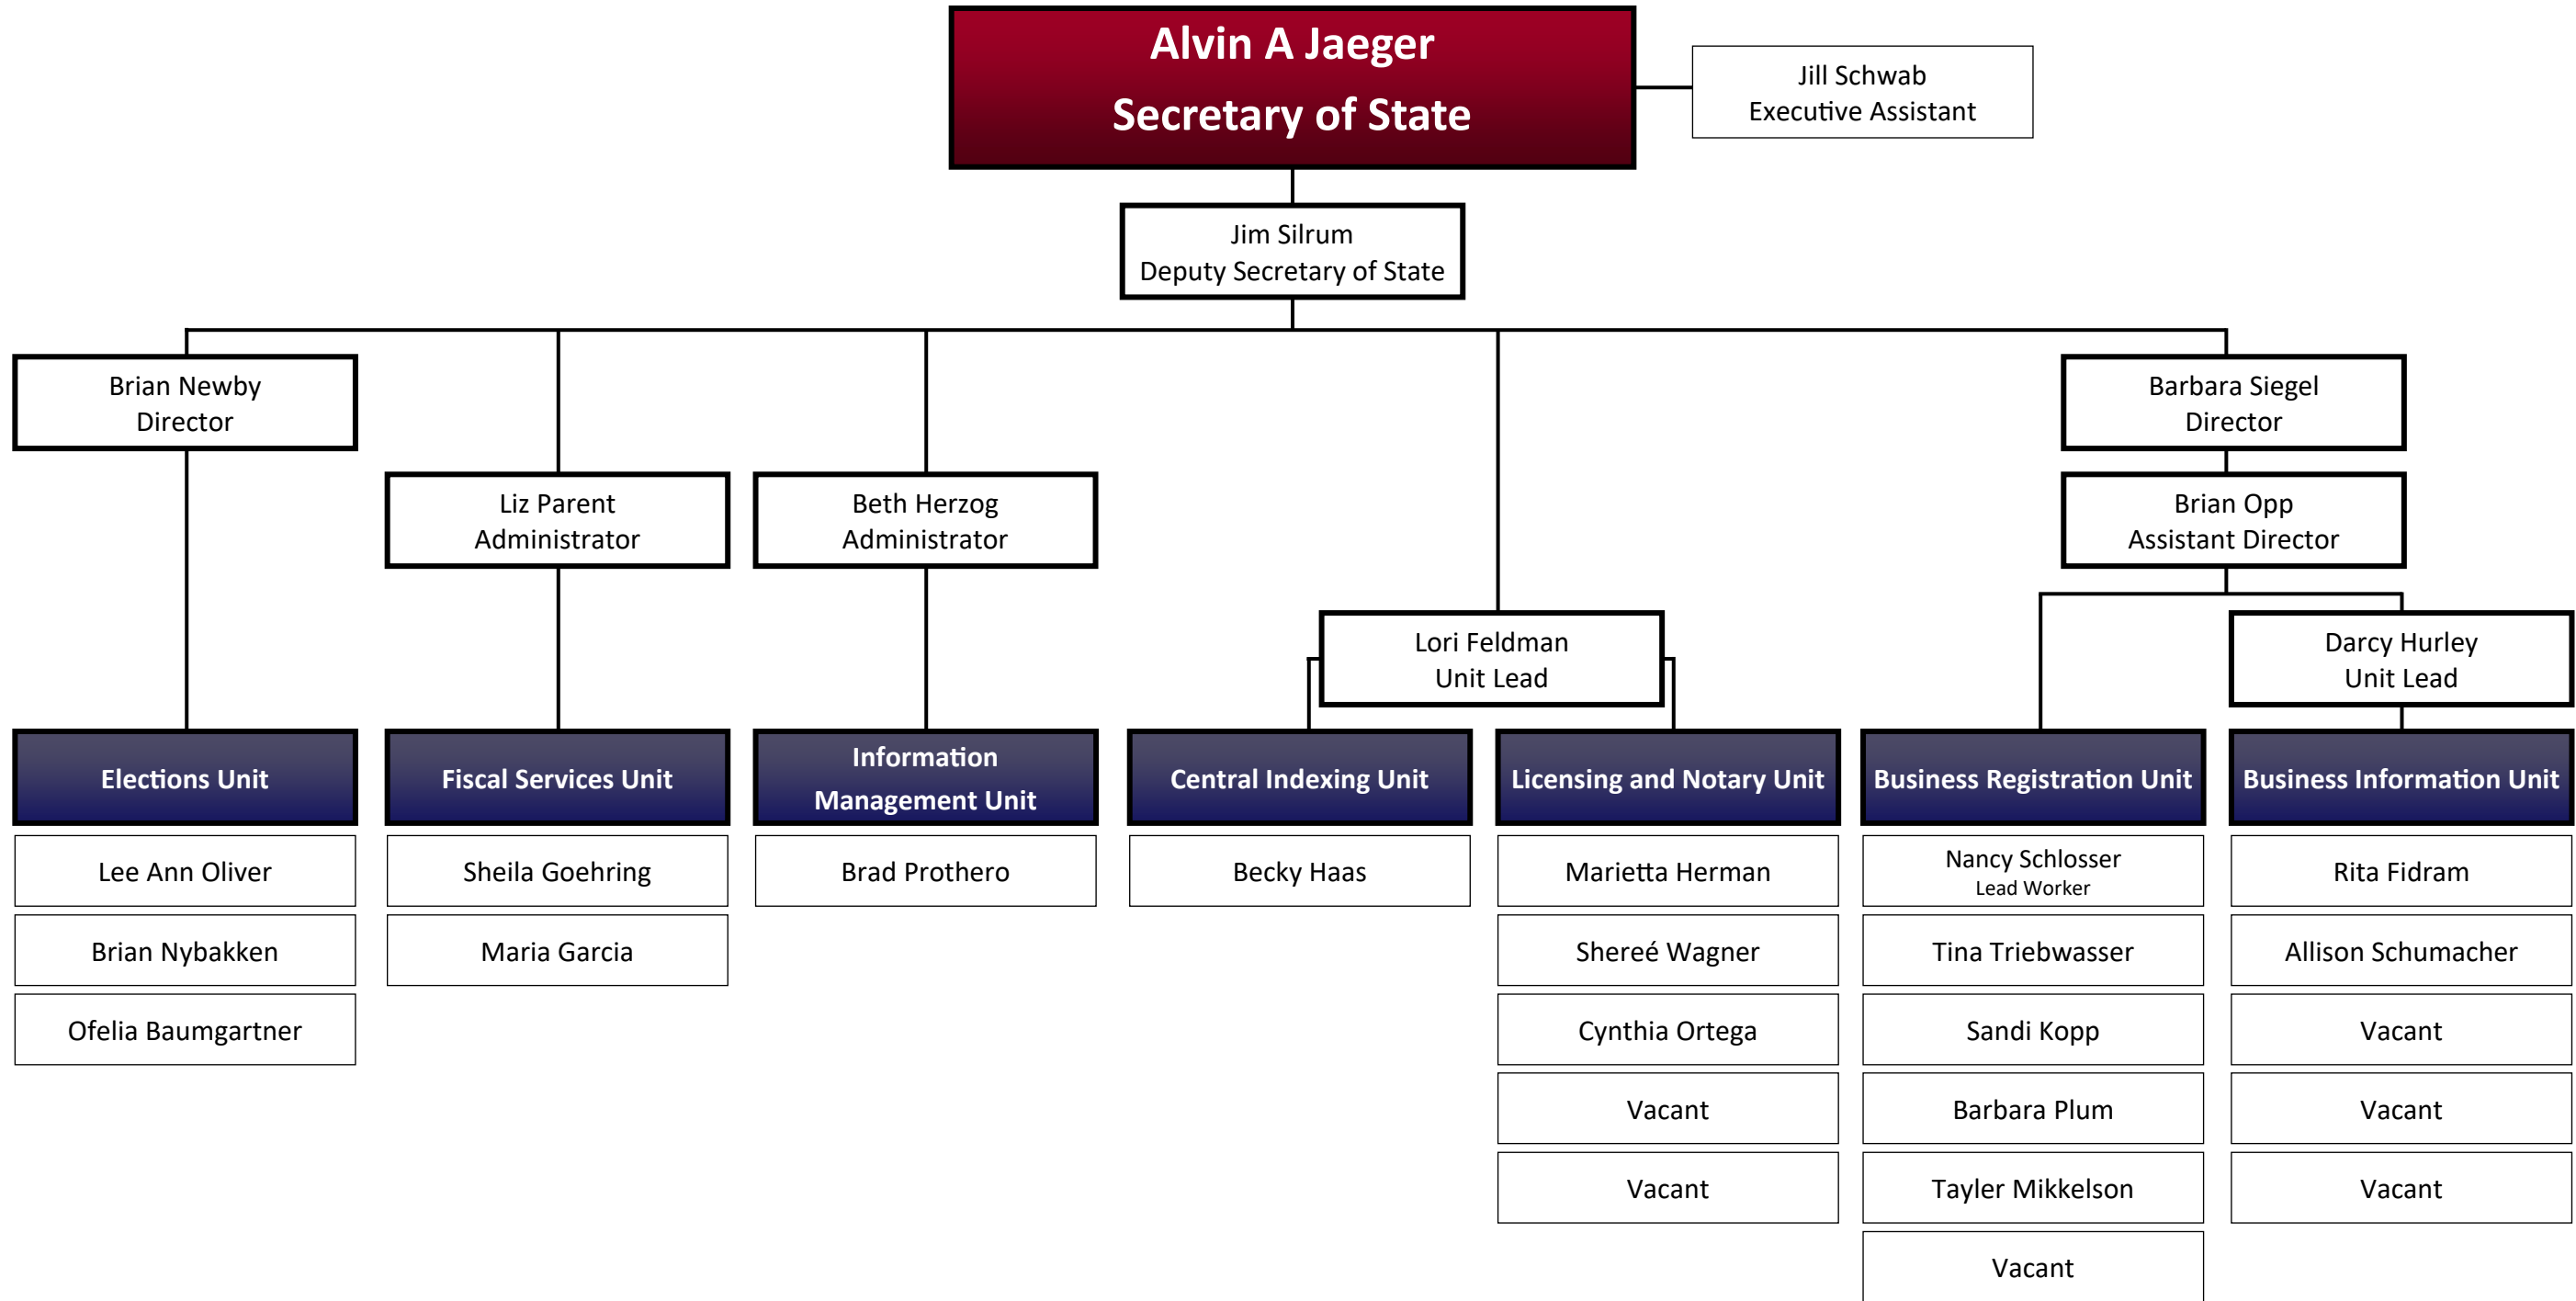 Alvin A Jaeger
Secretary of State
Jill Schwab
Executive Assistant
Jim Silrum
Deputy Secretary of State
Brian Newby
Director
Barbara Siegel
Director
Liz Parent
Administrator
Beth Herzog
Administrator
Brian Opp
Assistant Director
Lori Feldman
Unit Lead
Darcy Hurley
Unit Lead
Elections Unit
Lee Ann Oliver
Brian Nybakken
Ofelia Baumgartner
Fiscal Services Unit
Sheila Goehring
Maria Garcia
Information
Management Unit
Brad Prothero
Central Indexing Unit
Becky Haas
Licensing and Notary Unit
Marietta Herman
Shereé Wagner
Cynthia Ortega
Vacant
Vacant
Business Registration Unit
Nancy Schlosser
Lead Worker
Tina Triebwasser
Sandi Kopp
Barbara Plum
Tayler Mikkelson
Vacant
Business Information Unit
Rita Fidram
Allison Schumacher
Vacant
Vacant
Vacant